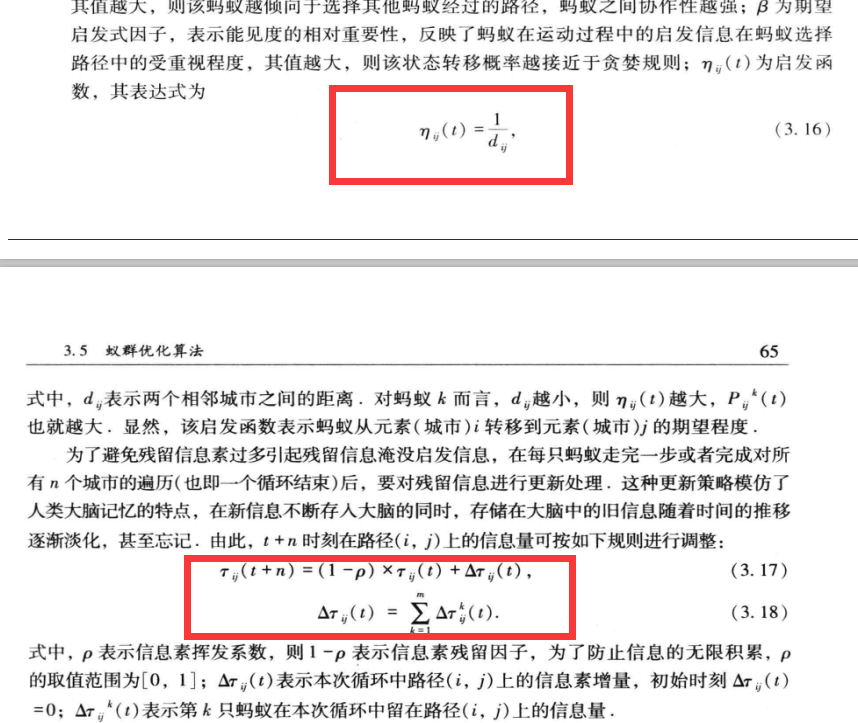 其值越大，则该蚂蚁越倾向于选择其他蚂蚁经过的路径，蚂蚁之间协作性越强；β 为期望
启发式因子，表示能见度的相对重要性，反映了蚂蚁在运动过程中的启发信息在蚂蚁选择
路径中的受重视程度，其值越大，则该状态转移概率越接近于贪婪规则；η_ij(t)为启发函
数，其表达式为
η_ij(t) = 1/d_ij, (3.16)
3.5 蚁群优化算法 65
式中，d_ij表示两个相邻城市之间的距离．对蚂蚁 k 而言，d_ij越小，则 η_ij(t)越大，P_ij^k(t)
也就越大．显然，该启发函数表示蚂蚁从元素(城市)i 转移到元素(城市)j 的期望程度．
为了避免残留信息素过多引起残留信息淹没启发信息，在每只蚂蚁走完一步或者完成对所
有 n 个城市的遍历(也即一个循环结束)后，要对残留信息进行更新处理．这种更新策略模仿了
人类大脑记忆的特点，在新信息不断存入大脑的同时，存储在大脑中的旧信息随着时间的推移
逐渐淡化，甚至忘记．由此，t+n 时刻在路径(i, j)上的信息量可按如下规则进行调整：
τ_ij(t+n) = (1-ρ) × τ_ij(t) + Δτ_ij(t), (3.17)
Δτ_ij(t) = ∑_{k=1}^{m} Δτ_ij^k(t). (3.18)
式中，ρ 表示信息素挥发系数，则 1-ρ 表示信息素残留因子，为了防止信息的无限积累，ρ
的取值范围为[0, 1]；Δτ_ij(t)表示本次循环中路径(i, j)上的信息素增量，初始时刻 Δτ_ij(t)
=0；Δτ_ij^k(t)表示第 k 只蚂蚁在本次循环中留在路径(i, j)上的信息量．